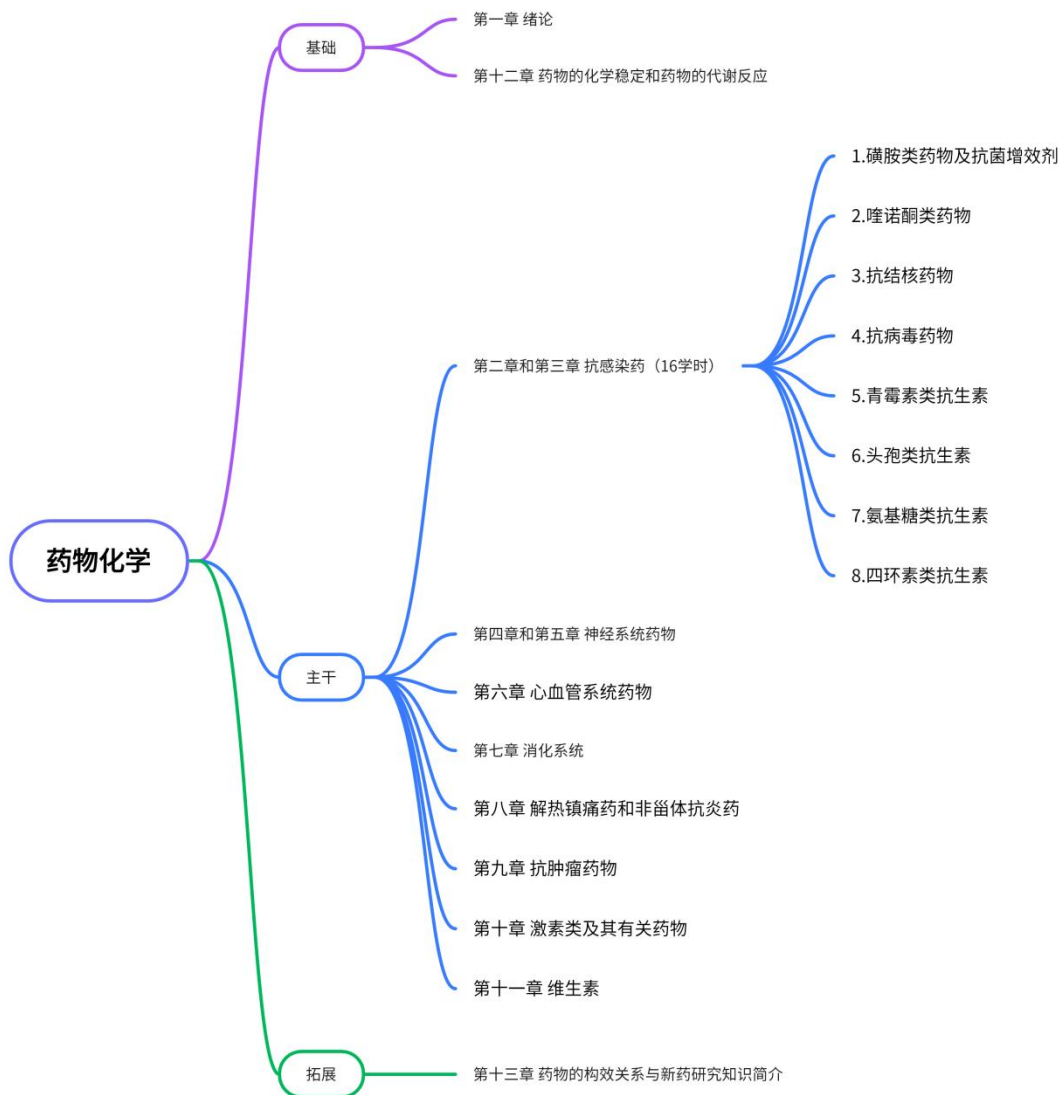 药物化学
基础
第一章 绪论
第十二章 药物的化学稳定和药物的代谢反应
主干
第二章和第三章 抗感染药（16学时）
1.磺胺类药物及抗菌增效剂
2.喹诺酮类药物
3.抗结核药物
4.抗病毒药物
5.青霉素类抗生素
6.头孢类抗生素
7.氨基糖类抗生素
8.四环素类抗生素
第四章和第五章 神经系统药物
第六章 心血管系统药物
第七章 消化系统
第八章 解热镇痛药和非甾体抗炎药
第九章 抗肿瘤药物
第十章 激素类及其有关药物
第十一章 维生素
拓展
第十三章 药物的构效关系与新药研究知识简介